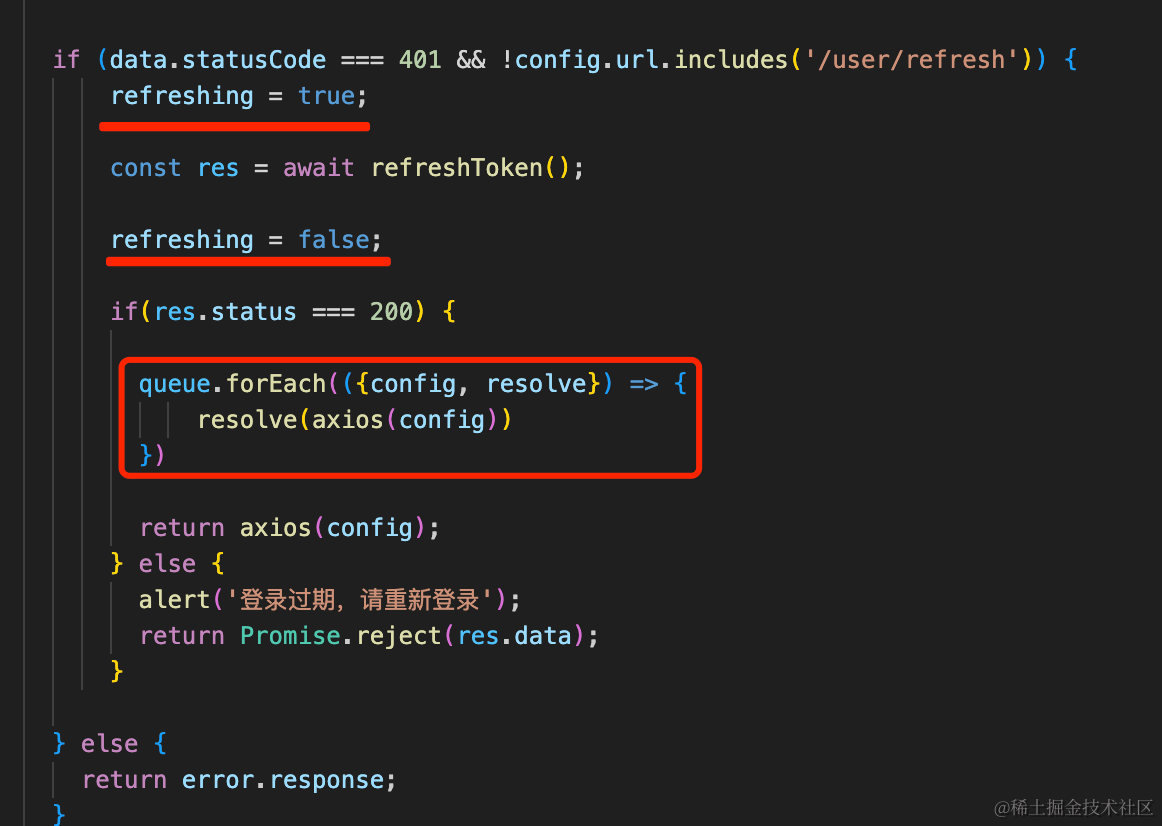 if (data.statusCode === 401 && !config.url.includes('/user/refresh')) {
refreshing = true;
const res = await refreshToken();
refreshing = false;
if(res.status === 200) {
queue.forEach(({config, resolve}) => {
resolve(axios(config))
})
return axios(config);
} else {
alert('登录过期，请重新登录');
return Promise.reject(res.data);
}
} else {
return error.response;
}
@稀土掘金技术社区